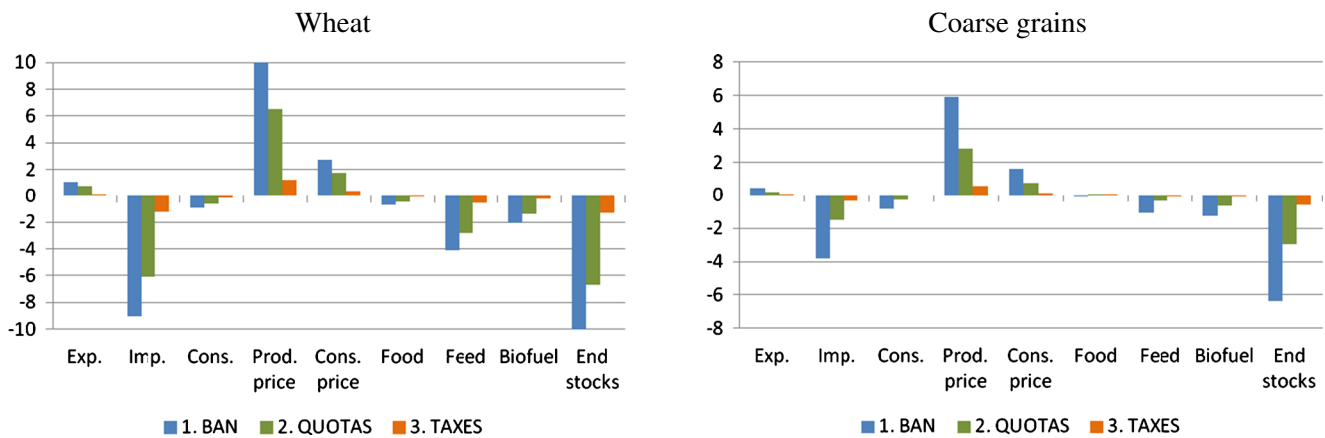 Wheat
10
8
6
4
2
0
-2
-4
-6
-8
-10
Exp. Imp. Cons. Prod. Cons. Food Feed Biofuel End
price price stocks
1. BAN 2. QUOTAS 3. TAXES
Coarse grains
8
6
4
2
0
-2
-4
-6
-8
Exp. Imp. Cons. Prod. Cons. Food Feed Biofuel End
price price stocks
1. BAN 2. QUOTAS 3. TAXES